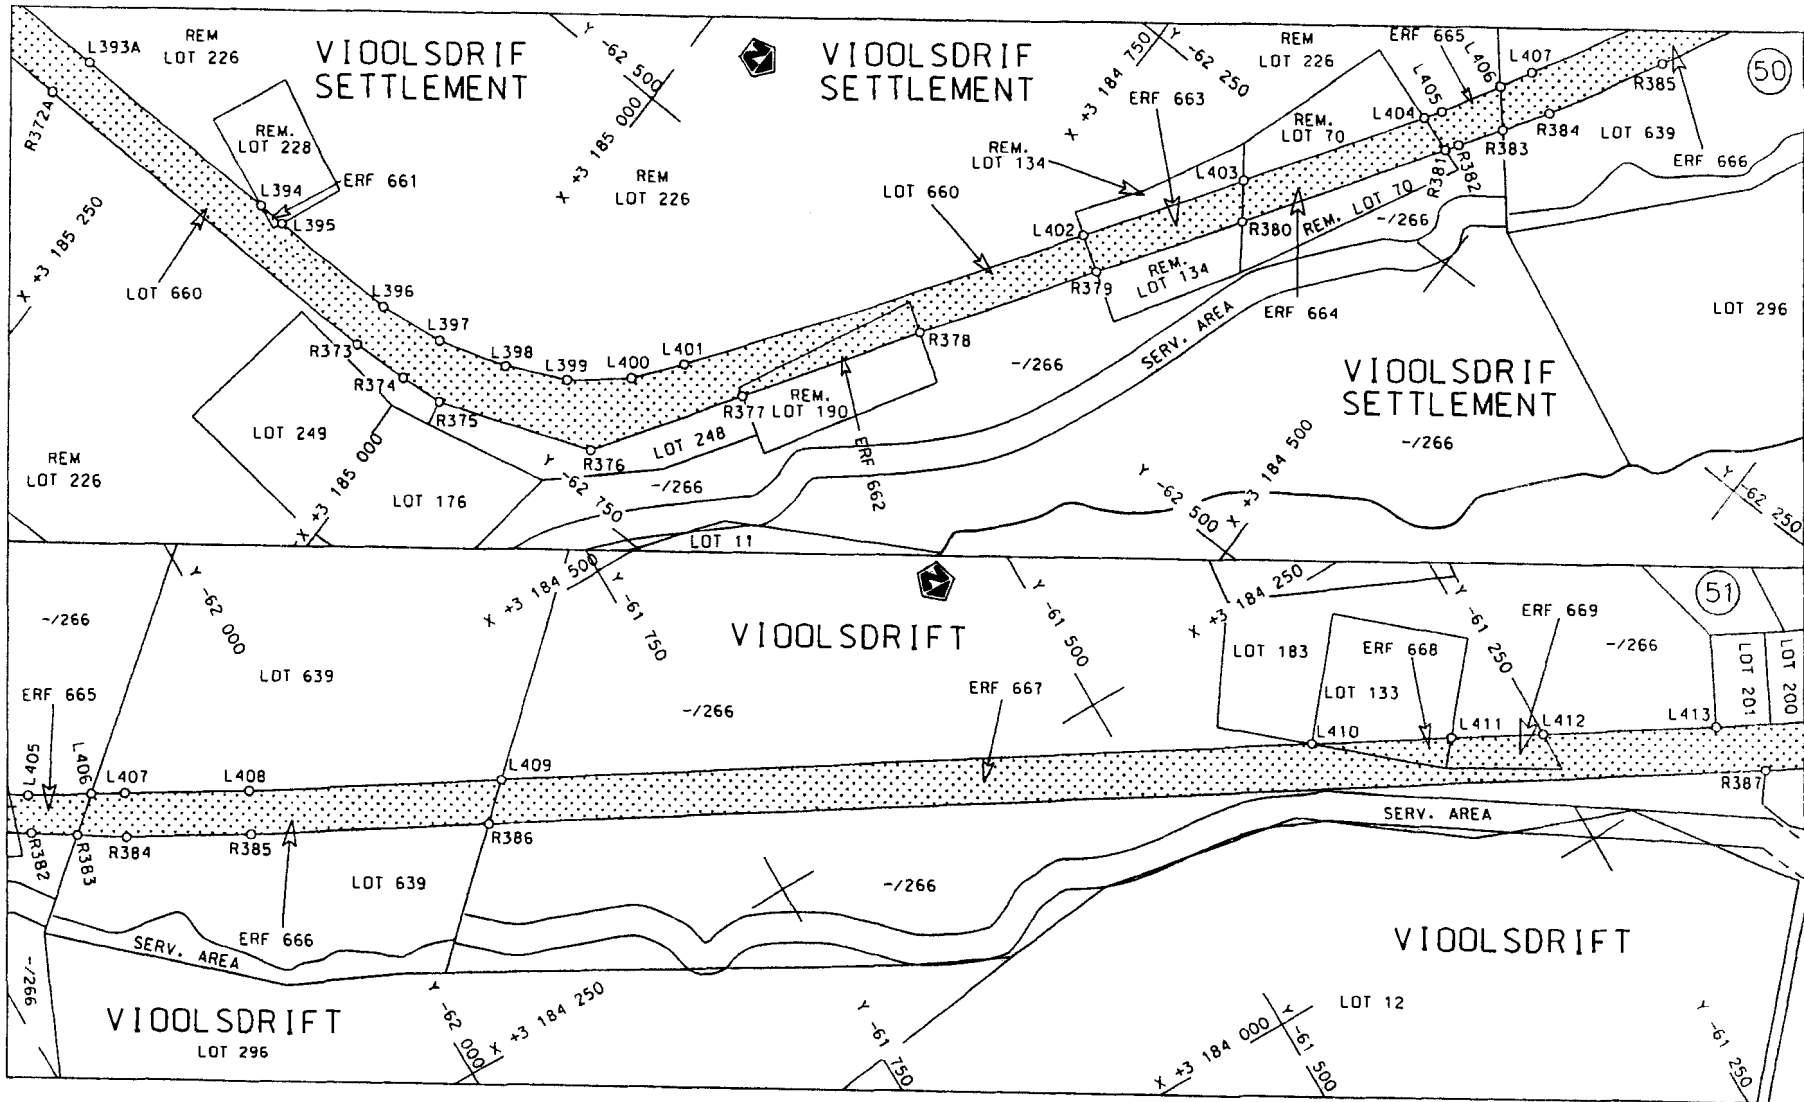 L393A
REM
LOT 226
VIOOLSDRIF
SETTLEMENT
Y -62 500
X +3 185 000
N
VIOOLSDRIF
SETTLEMENT
X +3 184 750
Y -62 250
REM
LOT 226
ERF 665
L406
L407
R385
50
R372A
REM.
LOT 228
ERF 663
L405
L404
REM.
LOT 70
R384
LOT 639
R383
ERF 666
REM.
LOT 134
L403
R381
R382
ERF 661
L394
L395
REM
LOT 226
LOT 660
L402
R380
REM. LOT 70
-/266
X +3 185 250
LOT 660
L396
REM.
LOT 134
R379
ERF 664
LOT 296
L397
R373
L398
L399
L400
L401
R378
-/266
SERV. AREA
R374
R375
R377
REM.
LOT 190
VIOOLSDRIF
SETTLEMENT
-/266
LOT 249
X +3 185 000
R376
LOT 248
ERF 662
X +3 184 500
REM
LOT 226
Y -62 750
-/266
Y -62 500
Y -62 250
LOT 176
LOT 11
-/266
Y -62 000
X +3 184 500
Y -61 750
N
Y -61 500
X +3 184 250
Y -61 250
51
ERF 669
VIOOLSDRIFT
LOT 639
ERF 665
-/266
ERF 667
LOT 183
ERF 668
LOT 133
-/266
LOT 201
LOT 200
L405
L406
L407
L408
L409
L410
L411
L412
L413
R382
R383
R384
R385
R386
R387
SERV. AREA
LOT 639
-/266
ERF 666
SERV. AREA
-/266
VIOOLSDRIFT
VIOOLSDRIFT
LOT 296
Y -62 000
X +3 184 250
Y -61 750
X +3 184 000
Y -61 500
LOT 12
Y -61 250